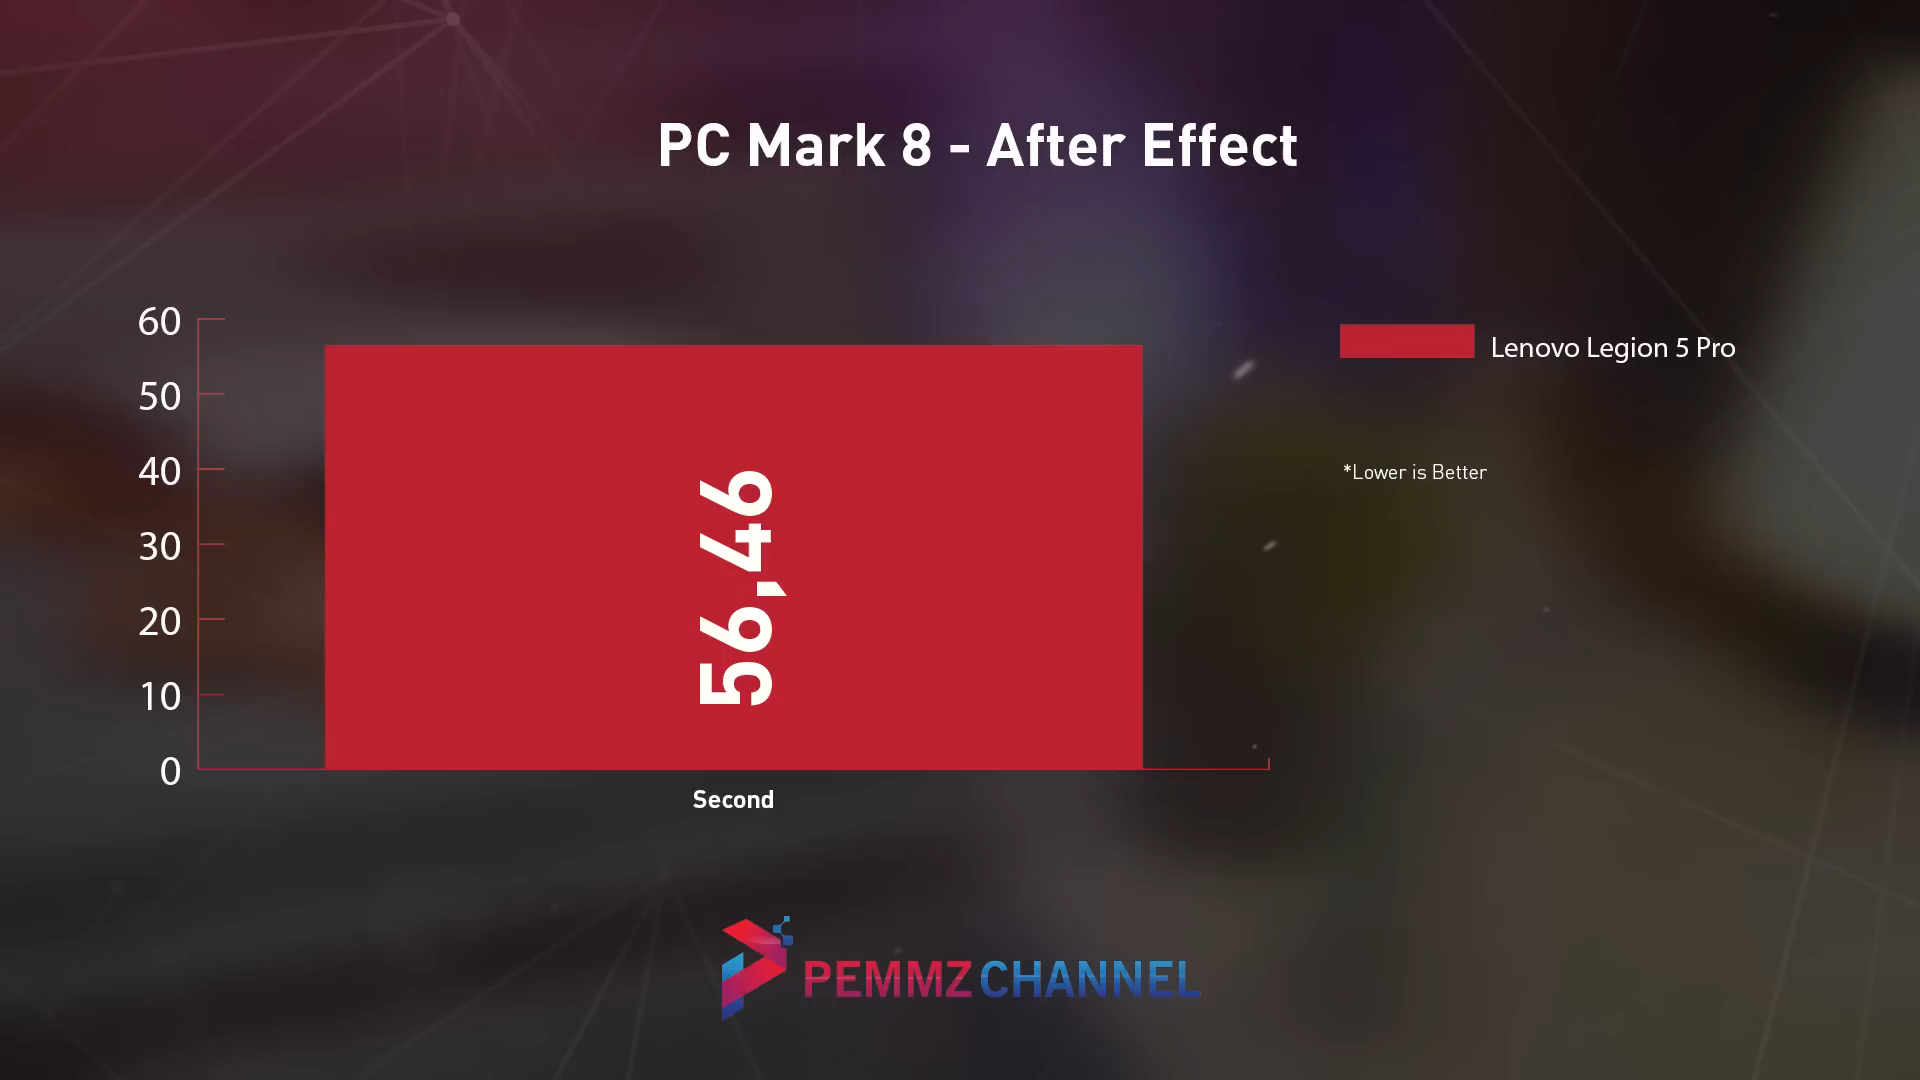 PC Mark 8 - After Effect
60
50
40
30
20
10
0
56,46
Second
Lenovo Legion 5 Pro
*Lower is Better
PEMMZ CHANNEL